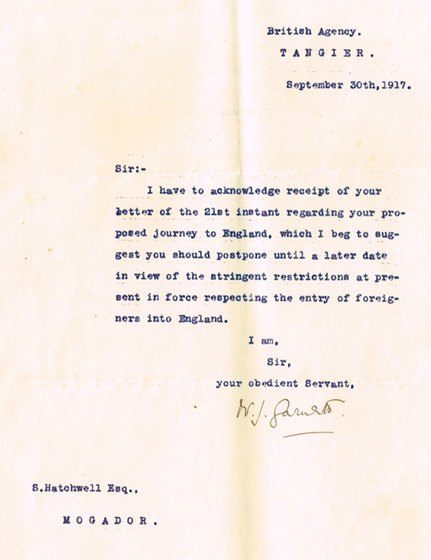 British Agency.
T A N G I E R .
September 30th,1917.
Sir:-
I have to acknowledge receipt of your
letter of the 21st instant regarding your pro-
posed journey to England, which I beg to sug-
gest you should postpone until a later date
in view of the stringent restrictions at pre-
sent in force respecting the entry of foreig-
ners into England.
I am,
Sir,
your obedient Servant,
W. J. Garnett.
S.Hatchwell Esq.,
M O G A D O R .